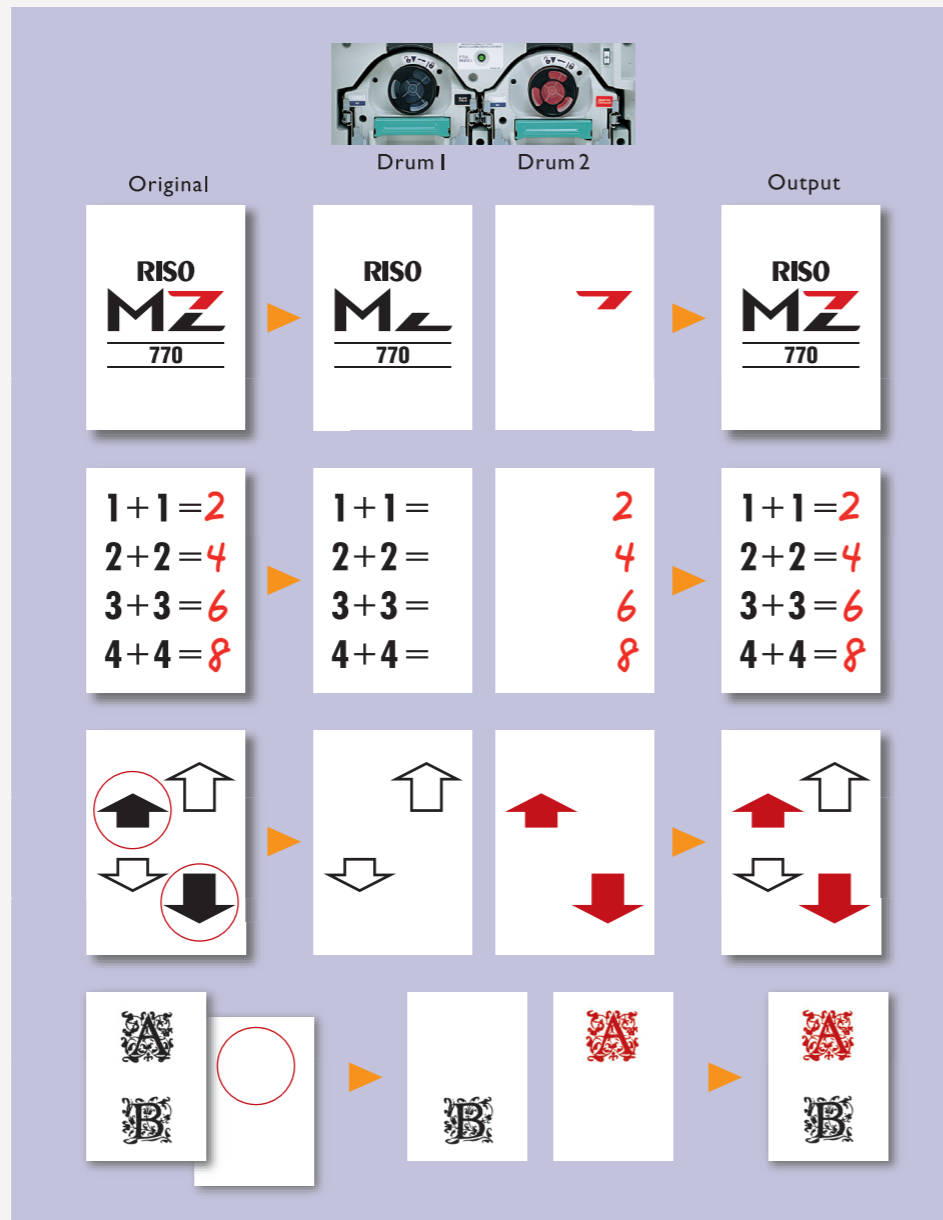 Drum 1 Drum 2
Original Output
RISO RISO RISO
MZ M MZ
770 770 770
1+1=2 1+1= 2 1+1=2
2+2=4 2+2= 4 2+2=4
3+3=6 3+3= 6 3+3=6
4+4=8 4+4= 8 4+4=8
A A A
B B B